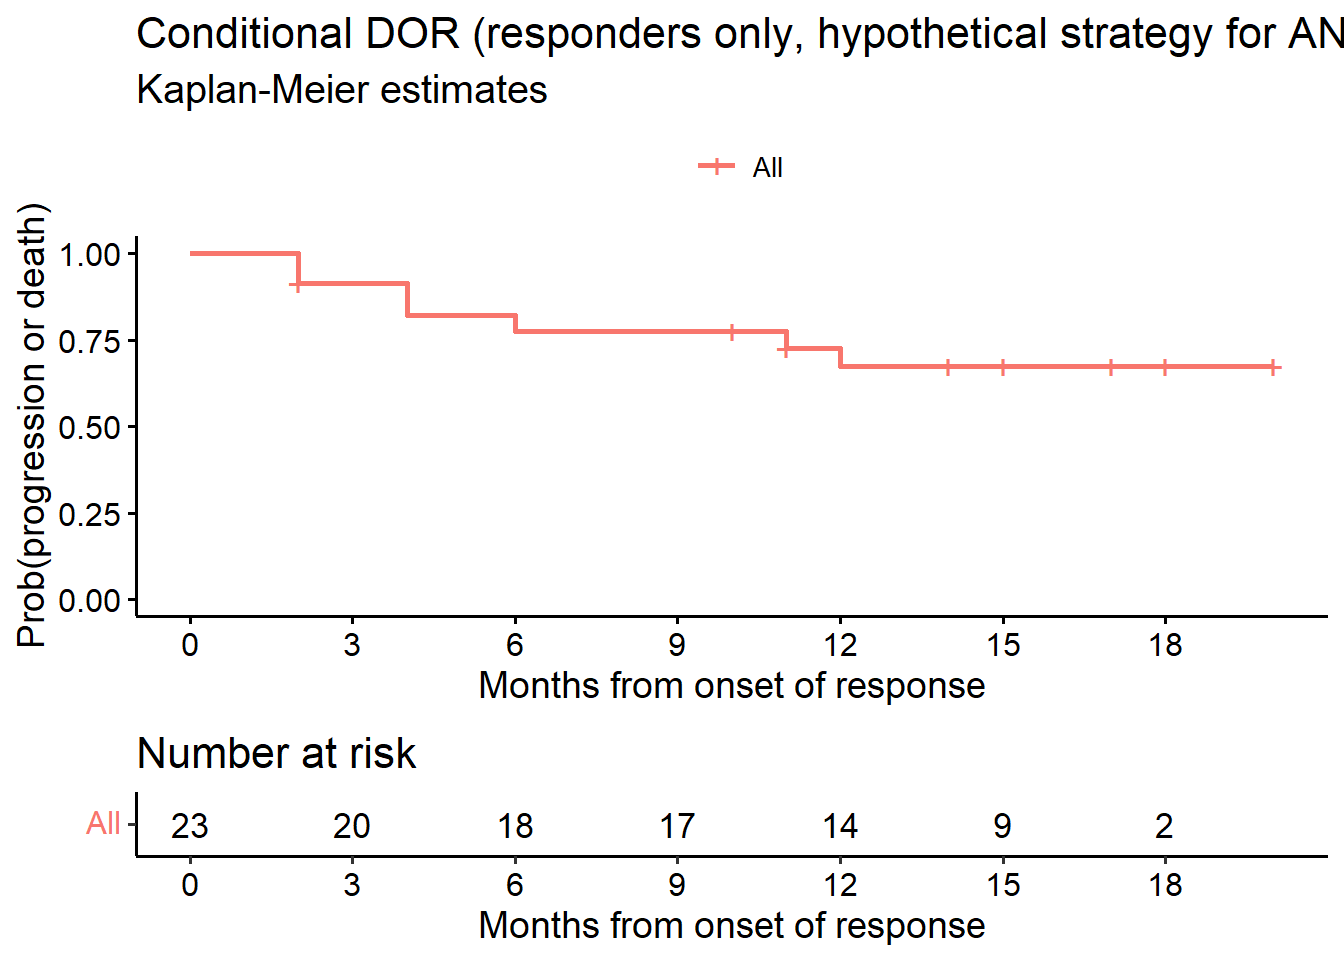 Conditional DOR (responders only, hypothetical strategy for AN
Kaplan-Meier estimates
All
Prob(progression or death)
1.00
0.75
0.50
0.25
0.00
0 3 6 9 12 15 18
Months from onset of response
Number at risk
All 23 20 18 17 14 9 2
0 3 6 9 12 15 18
Months from onset of response